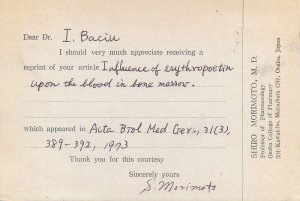 Dear Dr. I. Baciu
I should very much appreciate receiving a
reprint of your article Influence of erythropoetin
upon the blood in bone marrow.
which appeared in Acta Biol Med Ger., 31(3),
389-392, 1973
Thank you for this courtesy
Sincerely yours
S. Morimoto
SHIRO MORIMOTO, M. D.
Professor of Pharmacology
Osaka College of Pharmacy
Matsubara City, Osaka, Japan